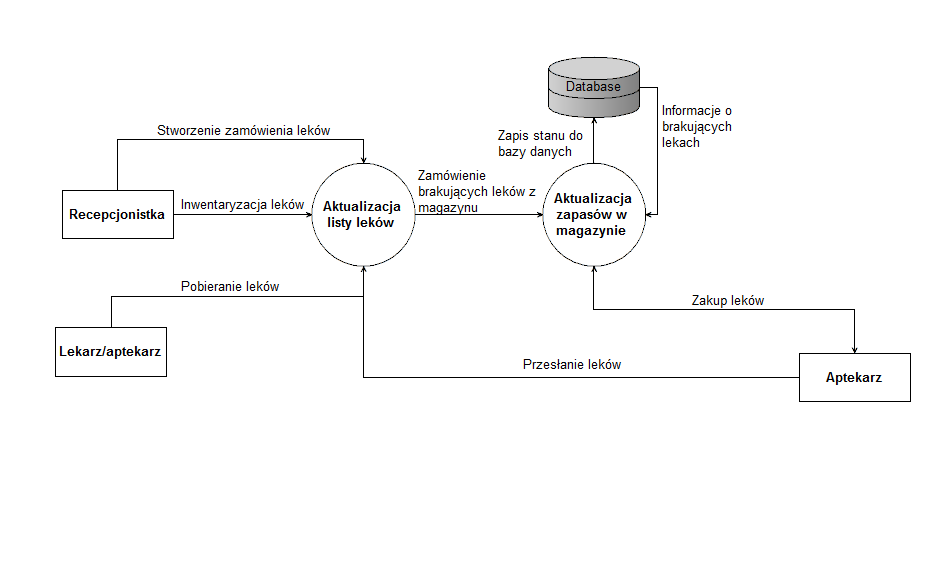 Database
Informacje o
brakujących
lekach
Stworzenie zamówienia leków
Zapis stanu do
bazy danych
Zamówienie
brakujących leków z
magazynu
Recepcjonistka
Inwentaryzacja leków
Aktualizacja
listy leków
Aktualizacja
zapasów w
magazynie
Pobieranie leków
Zakup leków
Lekarz/aptekarz
Przesłanie leków
Aptekarz